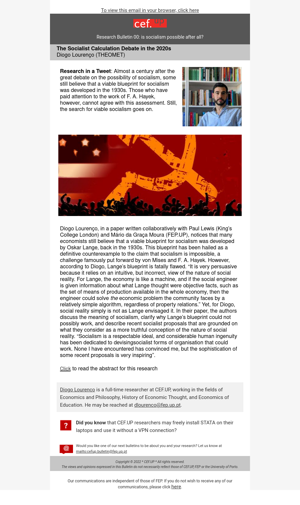 To view this email in your browser, click here
cef.
Research Bulletin 00: is socialism possible after all?
The Socialist Calculation Debate in the 2020s
Diogo Lourenço (THEOMET)
Research in a Tweet: Almost a century after
the great debate on the possibility of socialism, some
still believe that a viable blueprint for socialism
was developed in the 1930s. Those who have
paid attention to the work of F. A. Hayek,
however, cannot agree with this assessment. Still,
the search for viable socialism goes on.
Diogo Lourenço, in a paper written collaboratively with Paul Lewis (King's
College London) and Mário da Graça Moura (FEP.UP), notices that many
economists still believe that a viable blueprint for socialism was developed
by Oskar Lange, back in the 1930s. This blueprint has been hailed as a
definitive counterexample to the claim that socialism is impossible, a
challenge famously put forward by von Mises and F. A. Hayek. However,
according to Diogo, Lange's blueprint is fatally flawed. "It is very persuasive
because it relies on an intuitive, but incorrect, view of the nature of social
reality. For Lange, the economy is like a machine, and if a social engineer
is given information about what Lange thought were objective facts, such as
the set of means of production available in the whole economy, then the
engineer could solve the economic problem the community faces by a
relatively simple algorithm, regardless of property relations." Yet, for Diogo,
social reality simply is not as Lange envisaged it. In their paper, the authors
discuss the meaning of socialism, clarify why Lange's blueprint could not
possibly work, and describe recent socialist proposals that are grounded on
what they consider as a more truthful conception of the nature of social
reality. "Socialism is a respectable ideal, and considerable human ingenuity
has been dedicated to devisingsocialist forms of organisation that could
work. None I have encountered has convinced me, but the sophistication of
some recent proposals is very inspiring".
Click to read the abstract for this research
Diogo Lourenço is a full-time researcher at CEF.UP, working in the fields of
Economics and Philosophy, History of Economic Thought, and Economics of
Education. He may be reached at dlourenco@fep.up.pt.
Did you know that CEF.UP researchers may freely install STATA on their
laptops and use it without a VPN connection?
Would you like one of our next bulletins to be about you and your research? Let us know at
mailto:cefup.bulletin@fep.up.pt
Copyright © 2022 * CEF.UP * All rights reserved.
The views and opinions expressed in this Bulletin do not necessarily reflect those of CEF.UP, FEP or the University of Porto.
Our communications are independent of those of FEP. If you do not wish to receive any of our
communications, please click here